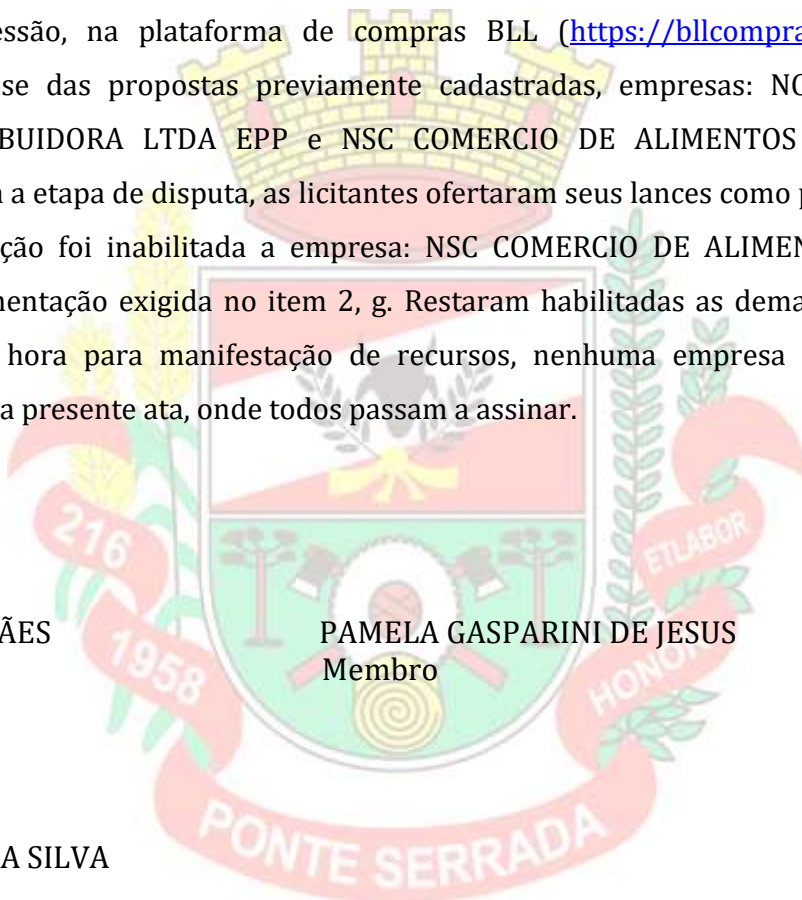 essão, na plataforma de compras BLL (https://bllcompra
se das propostas previamente cadastradas, empresas: NO
BUIDORA LTDA EPP e NSC COMERCIO DE ALIMENTOS
a etapa de disputa, as licitantes ofertaram seus lances como p
ção foi inabilitada a empresa: NSC COMERCIO DE ALIMEN
mentação exigida no item 2, g. Restaram habilitadas as dema
hora para manifestação de recursos, nenhuma empresa
a presente ata, onde todos passam a assinar.
ÃES PAMELA GASPARINI DE JESUS
Membro
A SILVA
216
1958
ETLABOR
HONOR
PONTE SERRADA